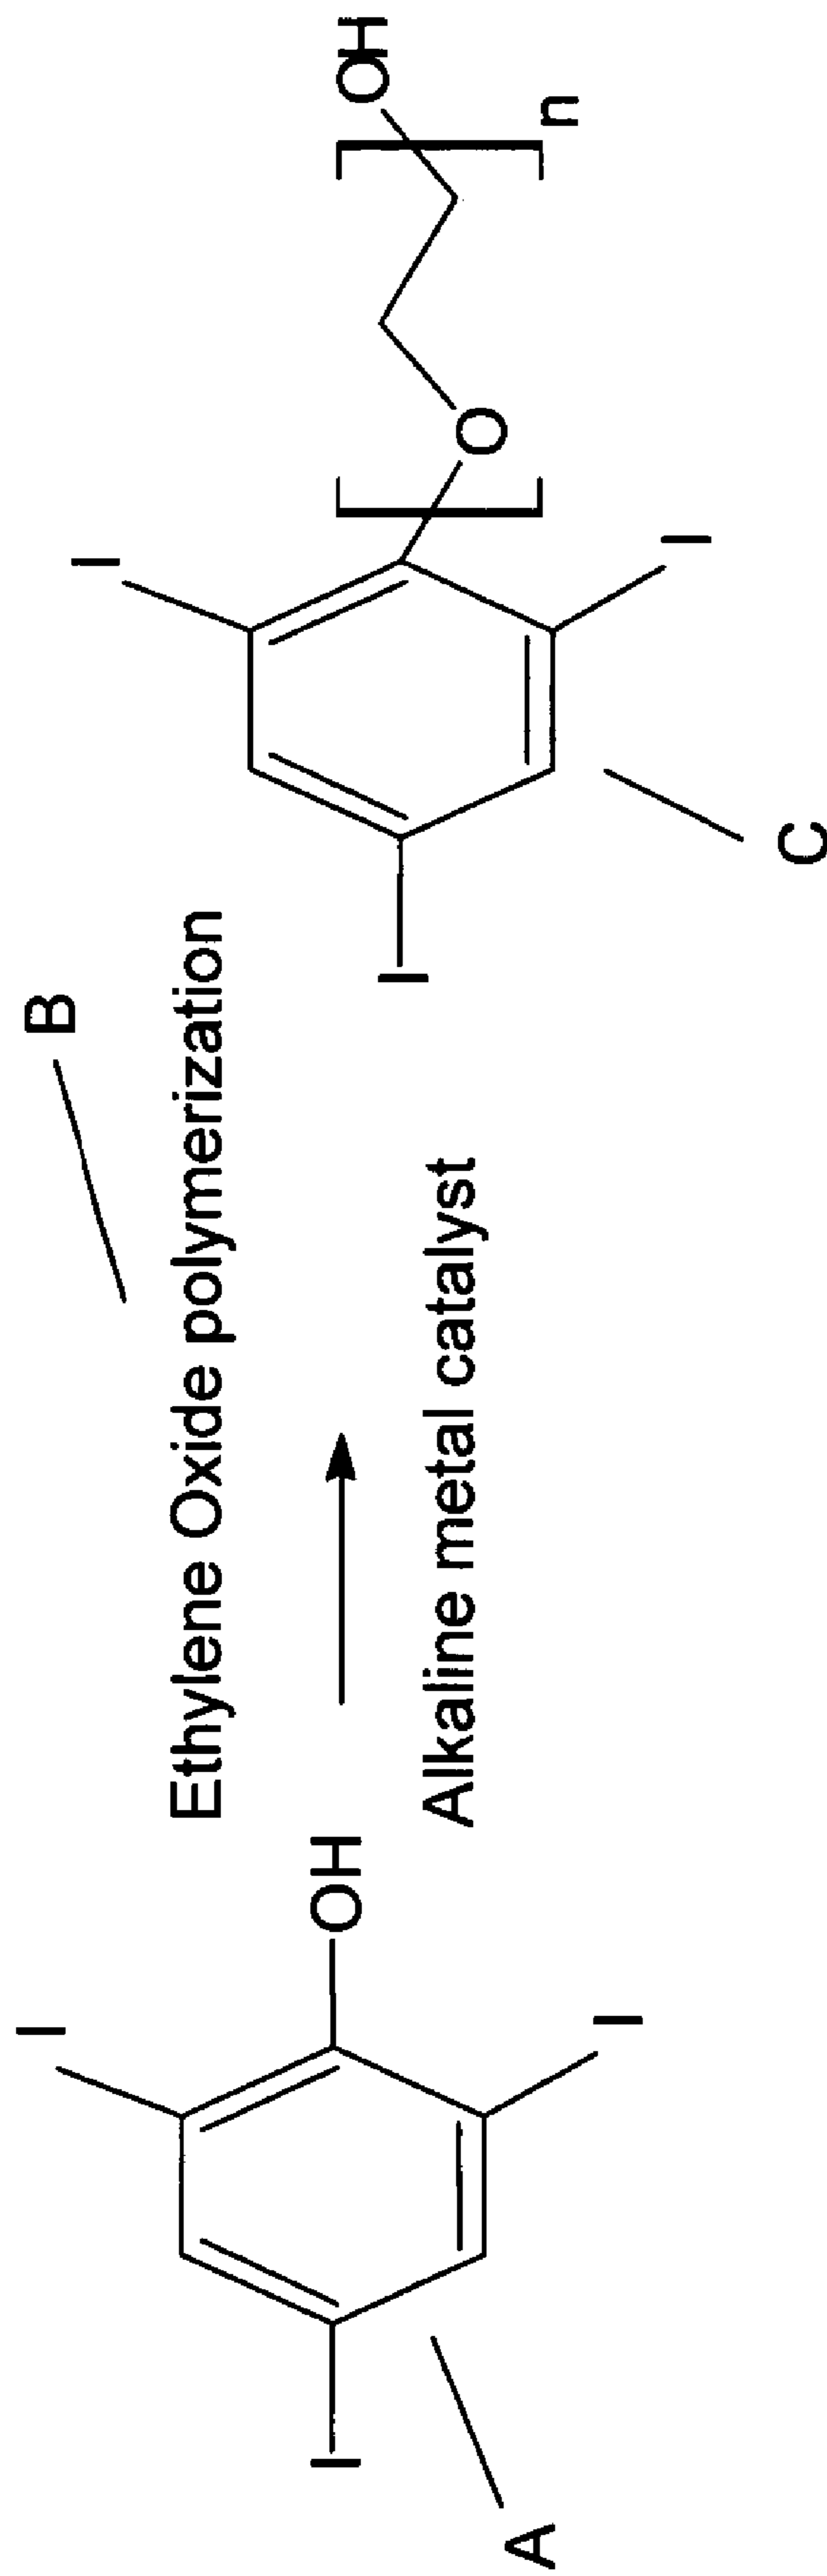 I
I
I
OH
A
Ethylene Oxide polymerization
Alkaline metal catalyst
B
I
I
I
O
n
OH
C